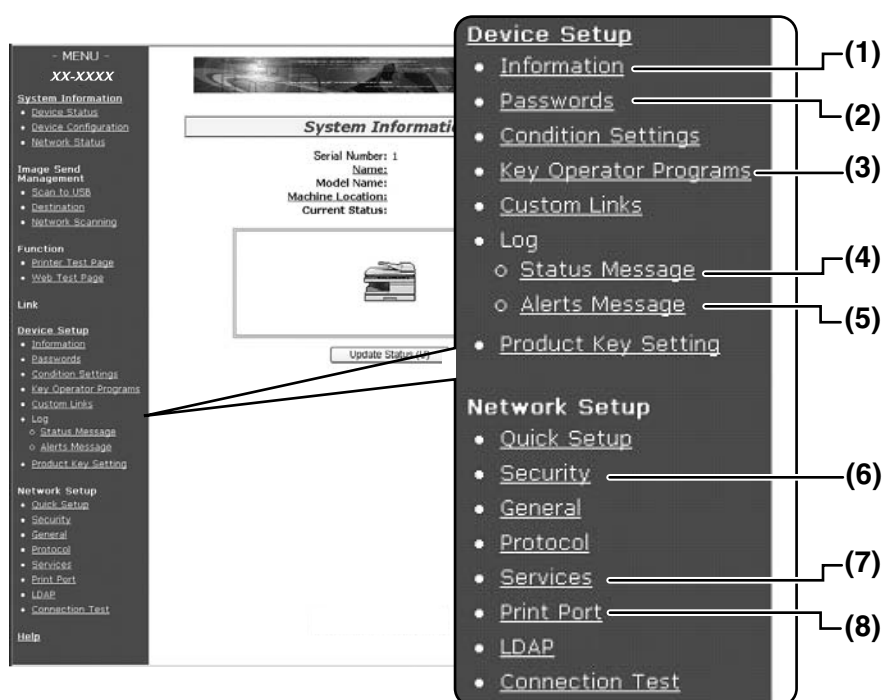 - MENU -
XX-XXXX
System Information
• Device Status
• Device Configuration
• Network Status
Image Send
Management
• Scan to USB
• Destination
• Network Scanning
Function
• Printer Test Page
• Web Test Page
Link
Device Setup
• Information
• Passwords
• Condition Settings
• Key Operator Programs
• Custom Links
• Log
○ Status Message
○ Alerts Message
• Product Key Setting
Network Setup
• Quick Setup
• Security
• General
• Protocol
• Services
• Print Port
• LDAP
• Connection Test
Help
System Informati
Serial Number: 1
Name:
Model Name:
Machine Location:
Current Status:
Update Status (U)
Device Setup
• Information (1)
• Passwords (2)
• Condition Settings
• Key Operator Programs (3)
• Custom Links
• Log
○ Status Message (4)
○ Alerts Message (5)
• Product Key Setting
Network Setup
• Quick Setup
• Security (6)
• General
• Protocol
• Services (7)
• Print Port (8)
• LDAP
• Connection Test